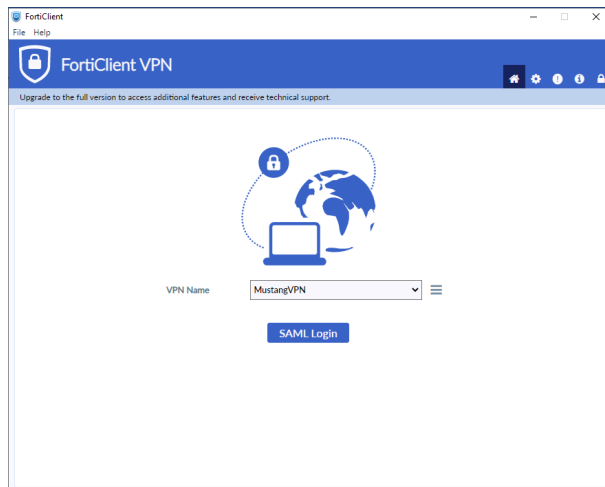 FortiClient
File Help
FortiClient VPN
Upgrade to the full version to access additional features and receive technical support.
VPN Name MustangVPN
SAML Login